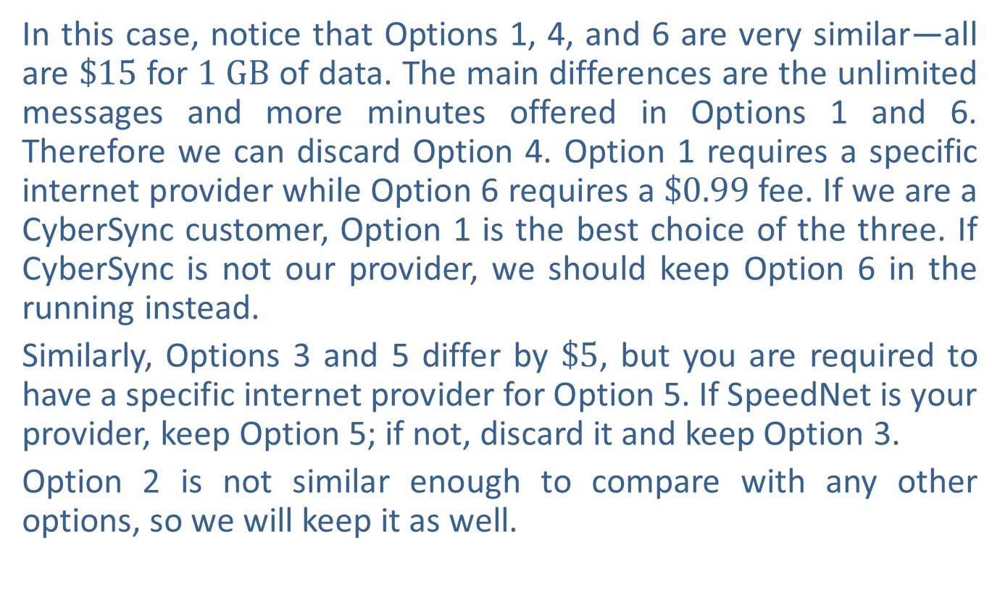 In this case, notice that Options 1, 4, and 6 are very similar—all
are $15 for 1 GB of data. The main differences are the unlimited
messages and more minutes offered in Options 1 and 6.
Therefore we can discard Option 4. Option 1 requires a specific
internet provider while Option 6 requires a $0.99 fee. If we are a
CyberSync customer, Option 1 is the best choice of the three. If
CyberSync is not our provider, we should keep Option 6 in the
running instead.
Similarly, Options 3 and 5 differ by $5, but you are required to
have a specific internet provider for Option 5. If SpeedNet is your
provider, keep Option 5; if not, discard it and keep Option 3.
Option 2 is not similar enough to compare with any other
options, so we will keep it as well.